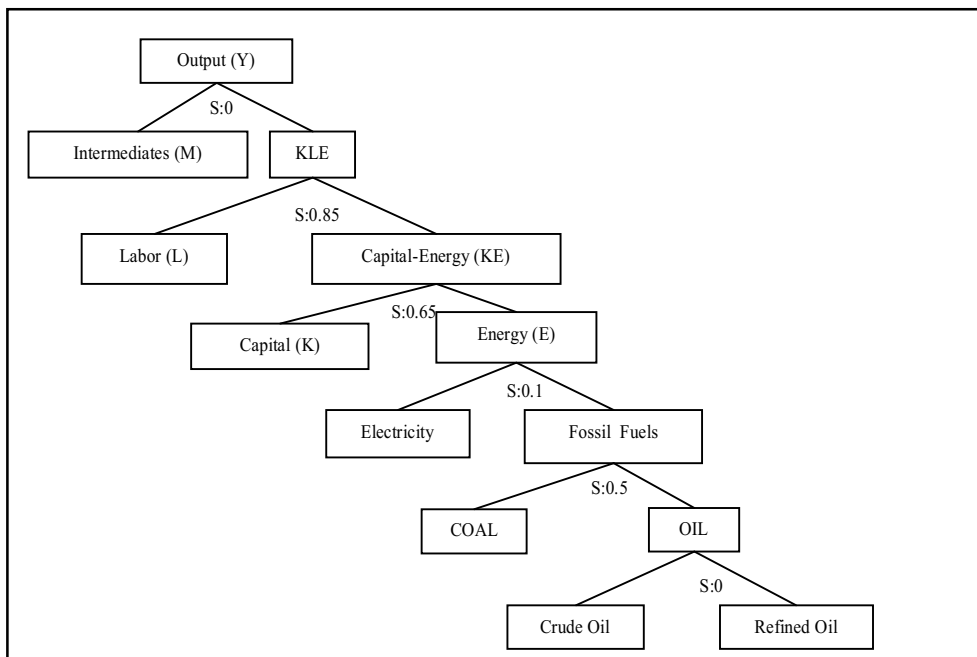 Output (Y)
S:0
Intermediates (M)
KLE
S:0.85
Labor (L)
Capital-Energy (KE)
S:0.65
Capital (K)
Energy (E)
S:0.1
Electricity
Fossil Fuels
S:0.5
COAL
OIL
S:0
Crude Oil
Refined Oil